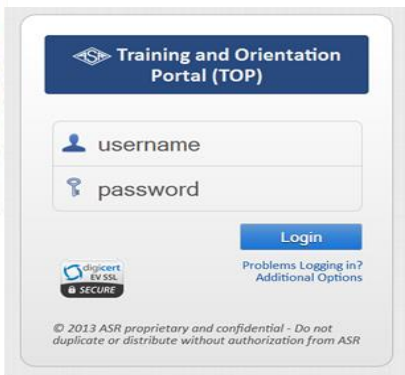 ASR Training and Orientation
Portal (TOP)
username
password
Login
Problems Logging in?
Additional Options
digicert
EV SSL
SECURE
© 2013 ASR proprietary and confidential - Do not
duplicate or distribute without authorization from ASR